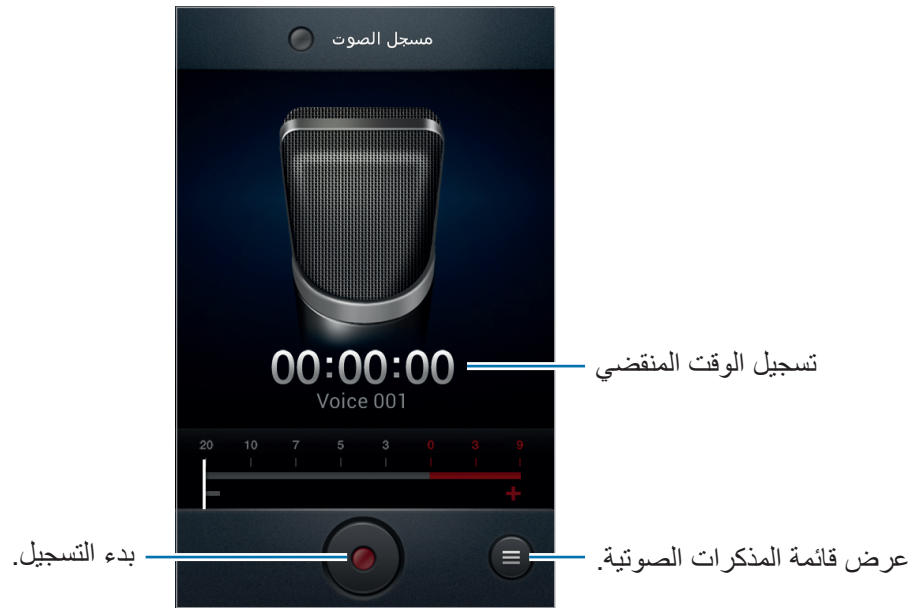 مسجل الصوت
00:00:00
تسجيل الوقت المنقضي
Voice 001
20 10 7 5 3 0 3 9
− +
بدء التسجيل.
عرض قائمة المذكرات الصوتية.